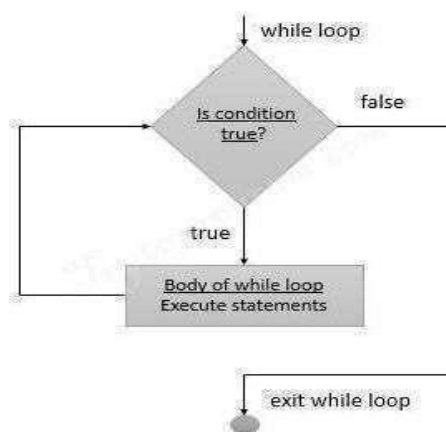 while loop
Is condition
true?
false
true
Body of while loop
Execute statements
exit while loop